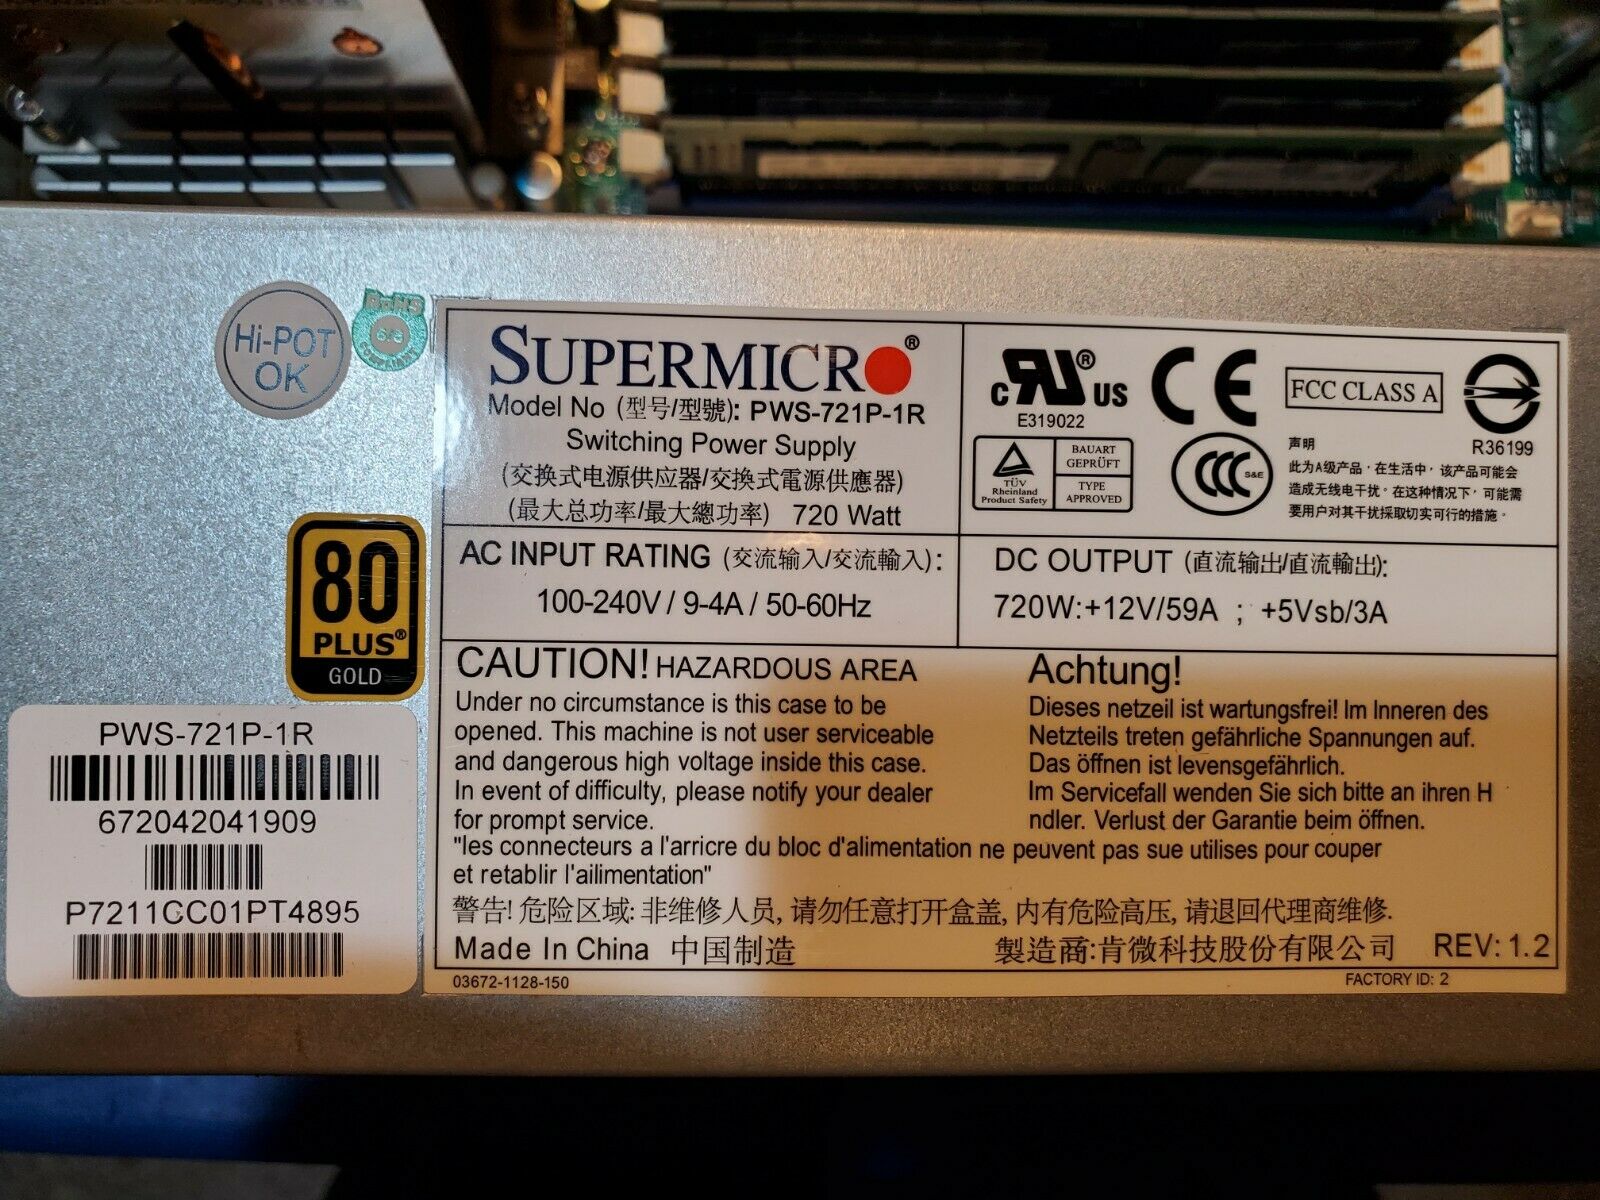 Hi-POT
OK
RoHS
6/6
COMPLIANT
SUPERMICRO®
Model No (型号/型號): PWS-721P-1R
Switching Power Supply
(交换式电源供应器/交換式電源供應器)
(最大总功率/最大總功率) 720 Watt
c RU® US
E319022
CE
FCC CLASS A
R36199
TÜV
Rheinland
Product Safety
BAUART
GEPRÜFT
TYPE
APPROVED
CCC S&E
声明
此为A级产品,在生活中,该产品可能会
造成无线电干扰。在这种情况下,可能需
要用户对其干扰采取切实可行的措施。
AC INPUT RATING (交流输入/交流輸入):
100-240V / 9-4A / 50-60Hz
DC OUTPUT (直流输出/直流輸出):
720W:+12V/59A ; +5Vsb/3A
80
PLUS®
GOLD
CAUTION! HAZARDOUS AREA
Under no circumstance is this case to be
opened. This machine is not user serviceable
and dangerous high voltage inside this case.
In event of difficulty, please notify your dealer
for prompt service.
Achtung!
Dieses netzeil ist wartungsfrei! Im Inneren des
Netzteils treten gefährliche Spannungen auf.
Das öffnen ist levensgefährlich.
Im Servicefall wenden Sie sich bitte an ihren H
ndler. Verlust der Garantie beim öffnen.
"les connecteurs a l'arricre du bloc d'alimentation ne peuvent pas sue utilises pour couper
et retablir l'ailimentation"
警告! 危险区域: 非维修人员, 请勿任意打开盒盖, 内有危险高压, 请退回代理商维修.
Made In China 中国制造
製造商:肯微科技股份有限公司 REV: 1.2
03672-1128-150
FACTORY ID: 2
PWS-721P-1R
672042041909
P7211CC01PT4895